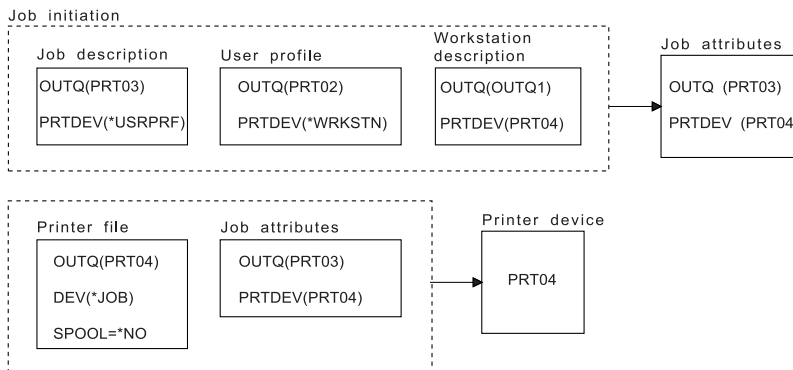 Job initiation
Job description
OUTQ(PRT03)
PRTDEV(*USRPRF)
User profile
OUTQ(PRT02)
PRTDEV(*WRKSTN)
Workstation
description
OUTQ(OUTQ1)
PRTDEV(PRT04)
Job attributes
OUTQ (PRT03)
PRTDEV (PRT04
Printer file
OUTQ(PRT04)
DEV(*JOB)
SPOOL=*NO
Job attributes
OUTQ(PRT03)
PRTDEV(PRT04)
Printer device
PRT04